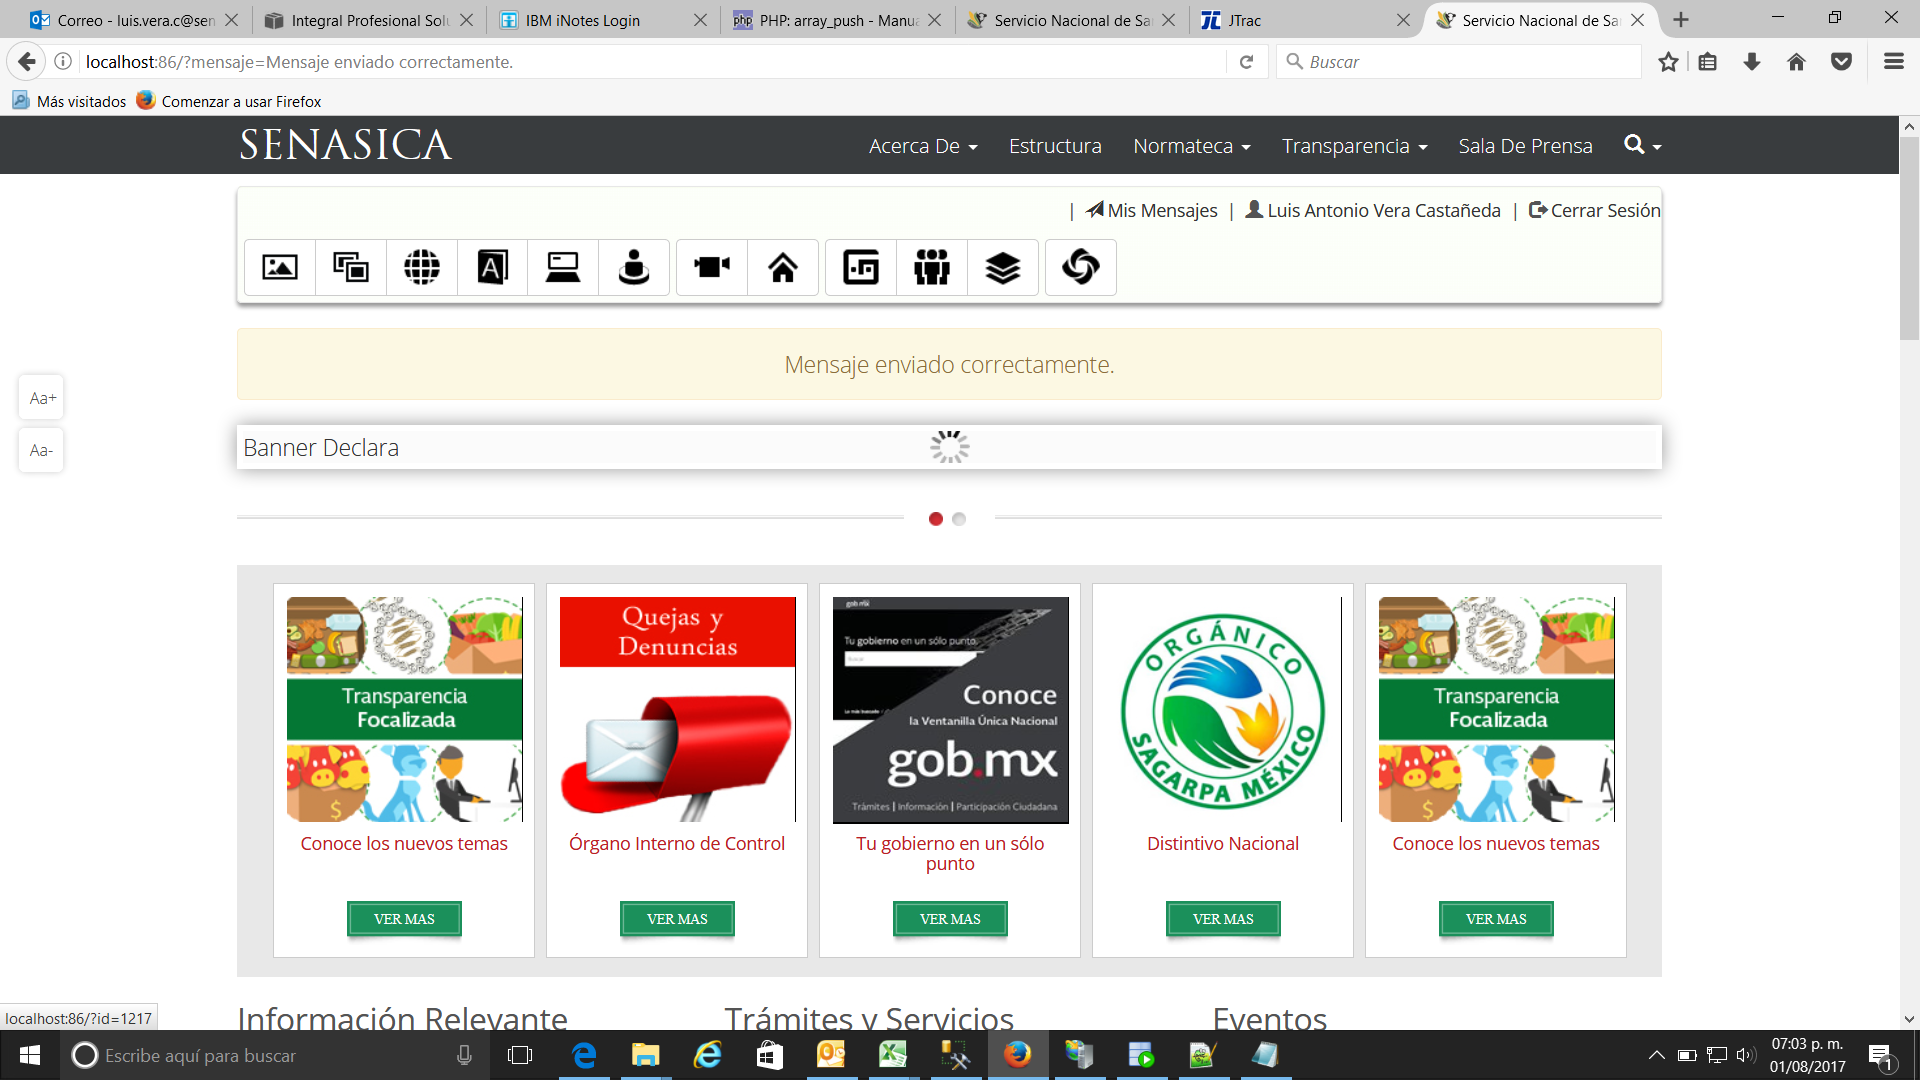 Correo - luis.vera.c@sen
Integral Profesional Solu
IBM iNotes Login
php PHP: array_push - Manua
Servicio Nacional de Sa
JTrac
Servicio Nacional de Sa
localhost:86/?mensaje=Mensaje enviado correctamente.
Buscar
Más visitados
Comenzar a usar Firefox
SENASICA
Acerca De
Estructura
Normateca
Transparencia
Sala De Prensa
| Mis Mensajes | Luis Antonio Vera Castañeda | Cerrar Sesión
A
Mensaje enviado correctamente.
Aa+
Aa-
Banner Declara
Transparencia
Focalizada
$
Conoce los nuevos temas
VER MAS
Quejas y
Denuncias
Órgano Interno de Control
VER MAS
gob.mx
Tu gobierno en un sólo punto.
Buscar
Lo más buscado
Conoce
la Ventanilla Única Nacional
gob.mx
Trámites | Información | Participación Ciudadana
Tu gobierno en un sólo
punto
VER MAS
ORGÁNICO
SAGARPA MÉXICO
Distintivo Nacional
VER MAS
Transparencia
Focalizada
$
Conoce los nuevos temas
VER MAS
Información Relevante
Trámites y Servicios
Eventos
localhost:86/?id=1217
Escribe aquí para buscar
07:03 p. m.
01/08/2017
1